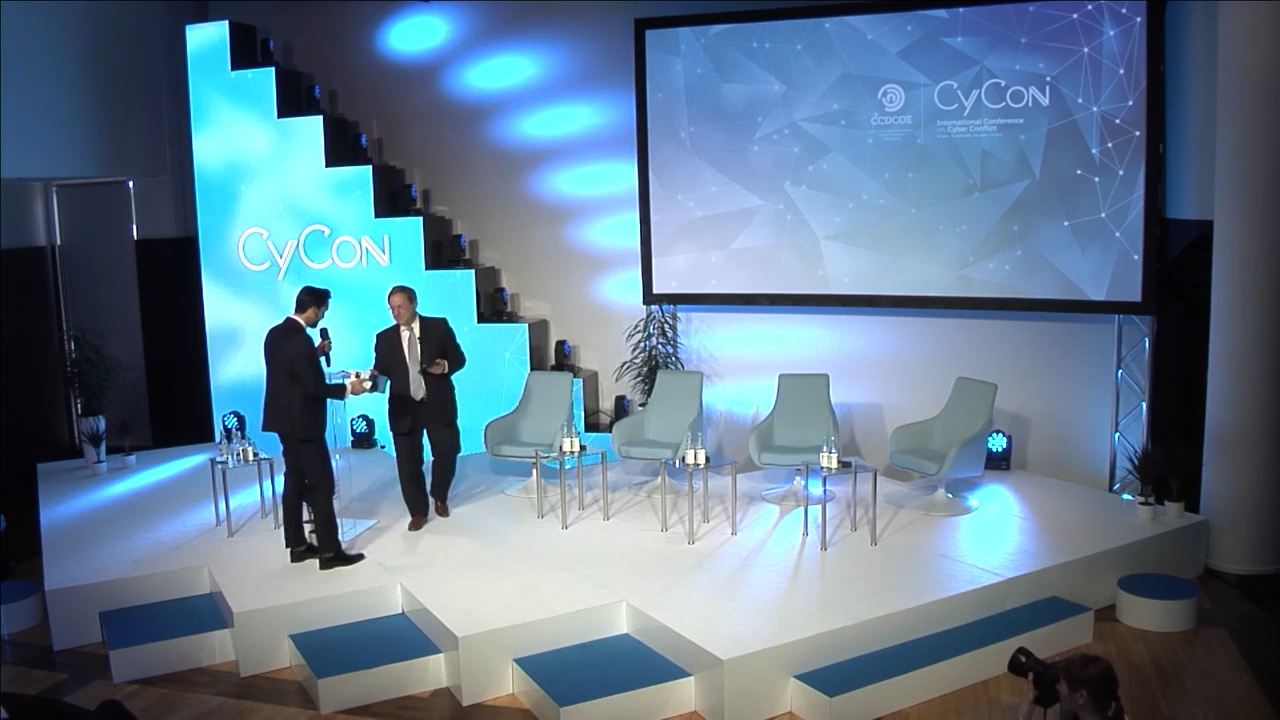 CyCon
CCDCOE
CyCon
International Conference
on Cyber Conflict